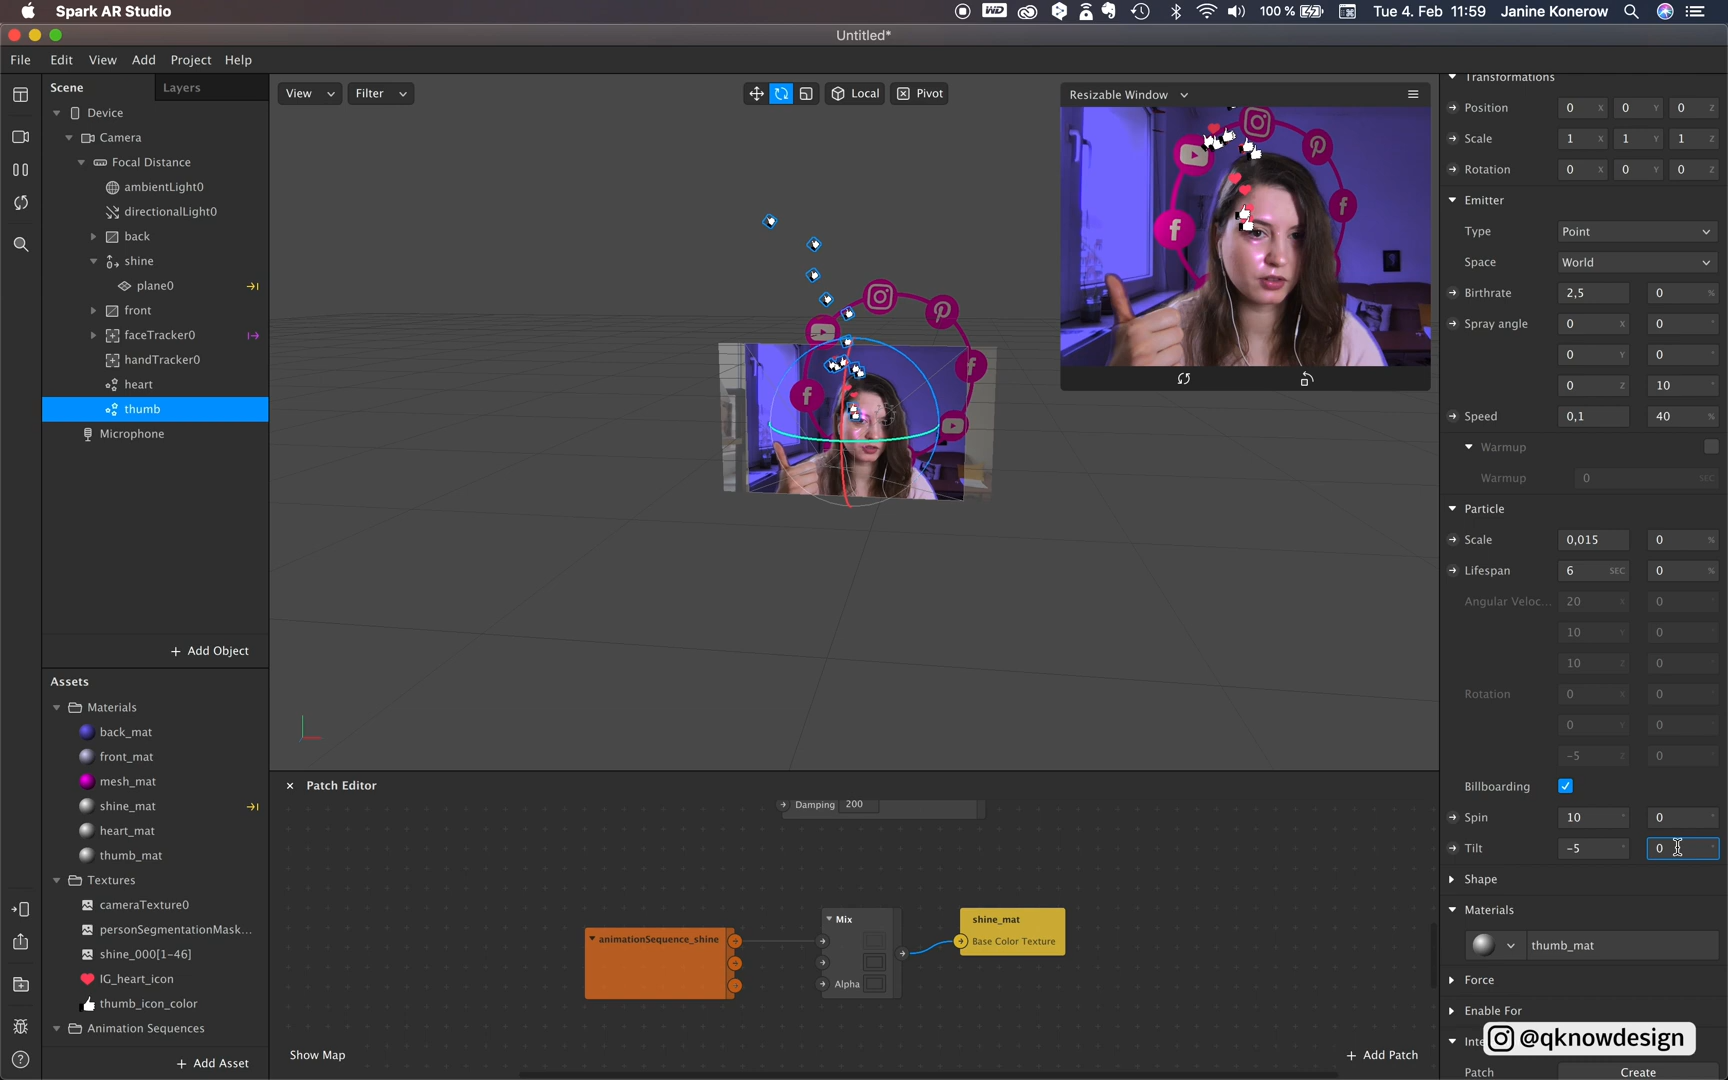 Spark AR Studio
WD
100 %
Tue 4. Feb 11:59
Janine Konerow
Untitled*
File Edit View Add Project Help
Scene Layers
View Filter
Local Pivot
Resizable Window
Device
Camera
Focal Distance
ambientLight0
directionalLight0
back
shine
plane0
front
faceTracker0
handTracker0
heart
thumb
Microphone
+ Add Object
Assets
Materials
back_mat
front_mat
mesh_mat
shine_mat
heart_mat
thumb_mat
Textures
cameraTexture0
personSegmentationMask...
shine_000[1-46]
IG_heart_icon
thumb_icon_color
Animation Sequences
+ Add Asset
Patch Editor
Damping 200
animationSequence_shine
Mix
Alpha
shine_mat
Base Color Texture
Show Map
+ Add Patch
Transformations
Position 0 X 0 Y 0 Z
Scale 1 X 1 Y 1 Z
Rotation 0 X 0 Y 0 Z
Emitter
Type Point
Space World
Birthrate 2,5 0 %
Spray angle 0 X 0 °
0 Y 0 °
0 Z 10 °
Speed 0,1 40 %
Warmup
Warmup 0 SEC
Particle
Scale 0,015 0 %
Lifespan 6 SEC 0 %
Angular Veloc... 20 X 0 °
10 Y 0 °
10 Z 0 °
Rotation 0 X 0 °
0 Y 0 °
-5 Z 0 °
Billboarding
Spin 10 ° 0 °
Tilt -5 ° 0 °
Shape
Materials
thumb_mat
Force
Enable For
Inte
@qknowdesign
Patch Create